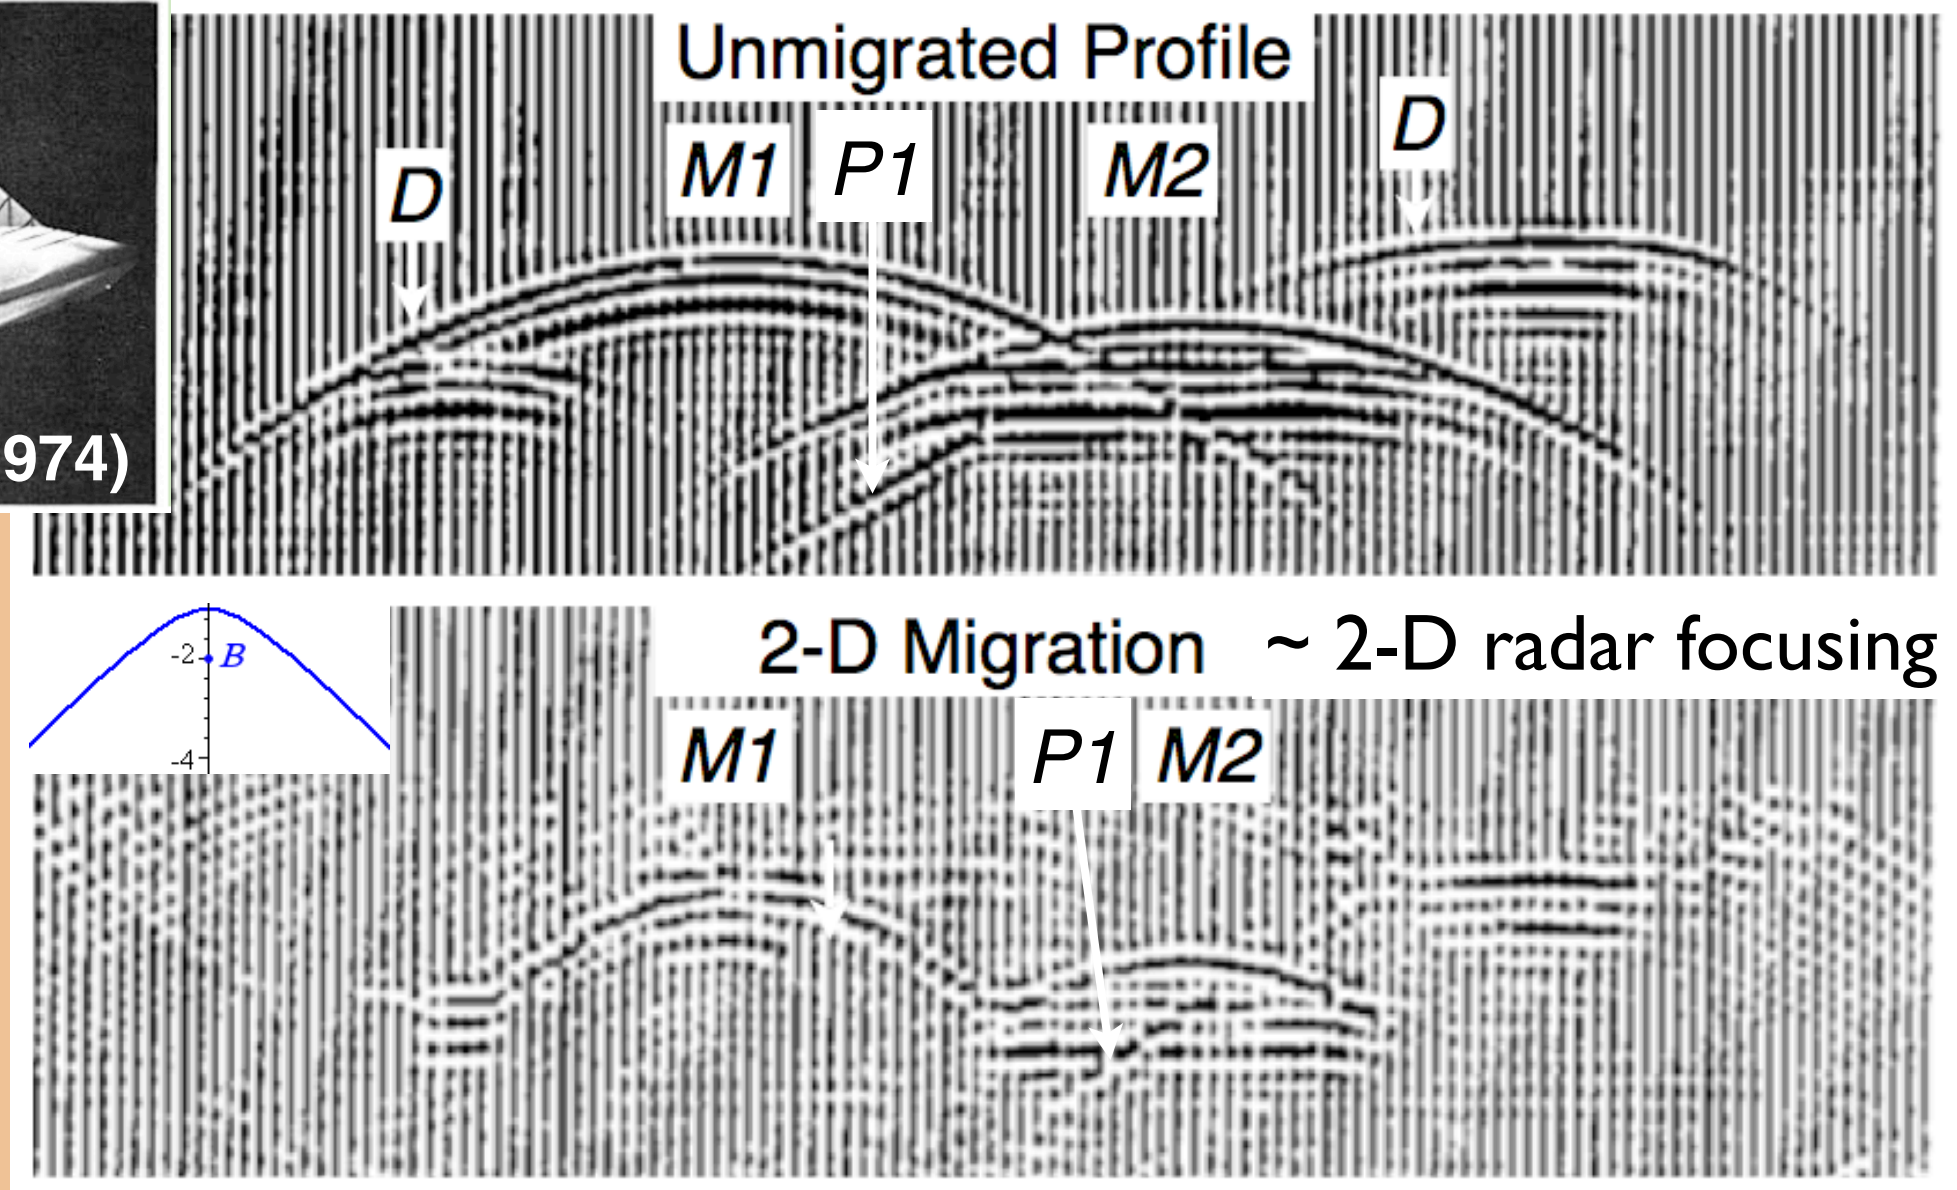 Unmigrated Profile
D
M1
P1
M2
D
974)
2-D Migration
~ 2-D radar focusing
-2
B
-4
M1
P1
M2